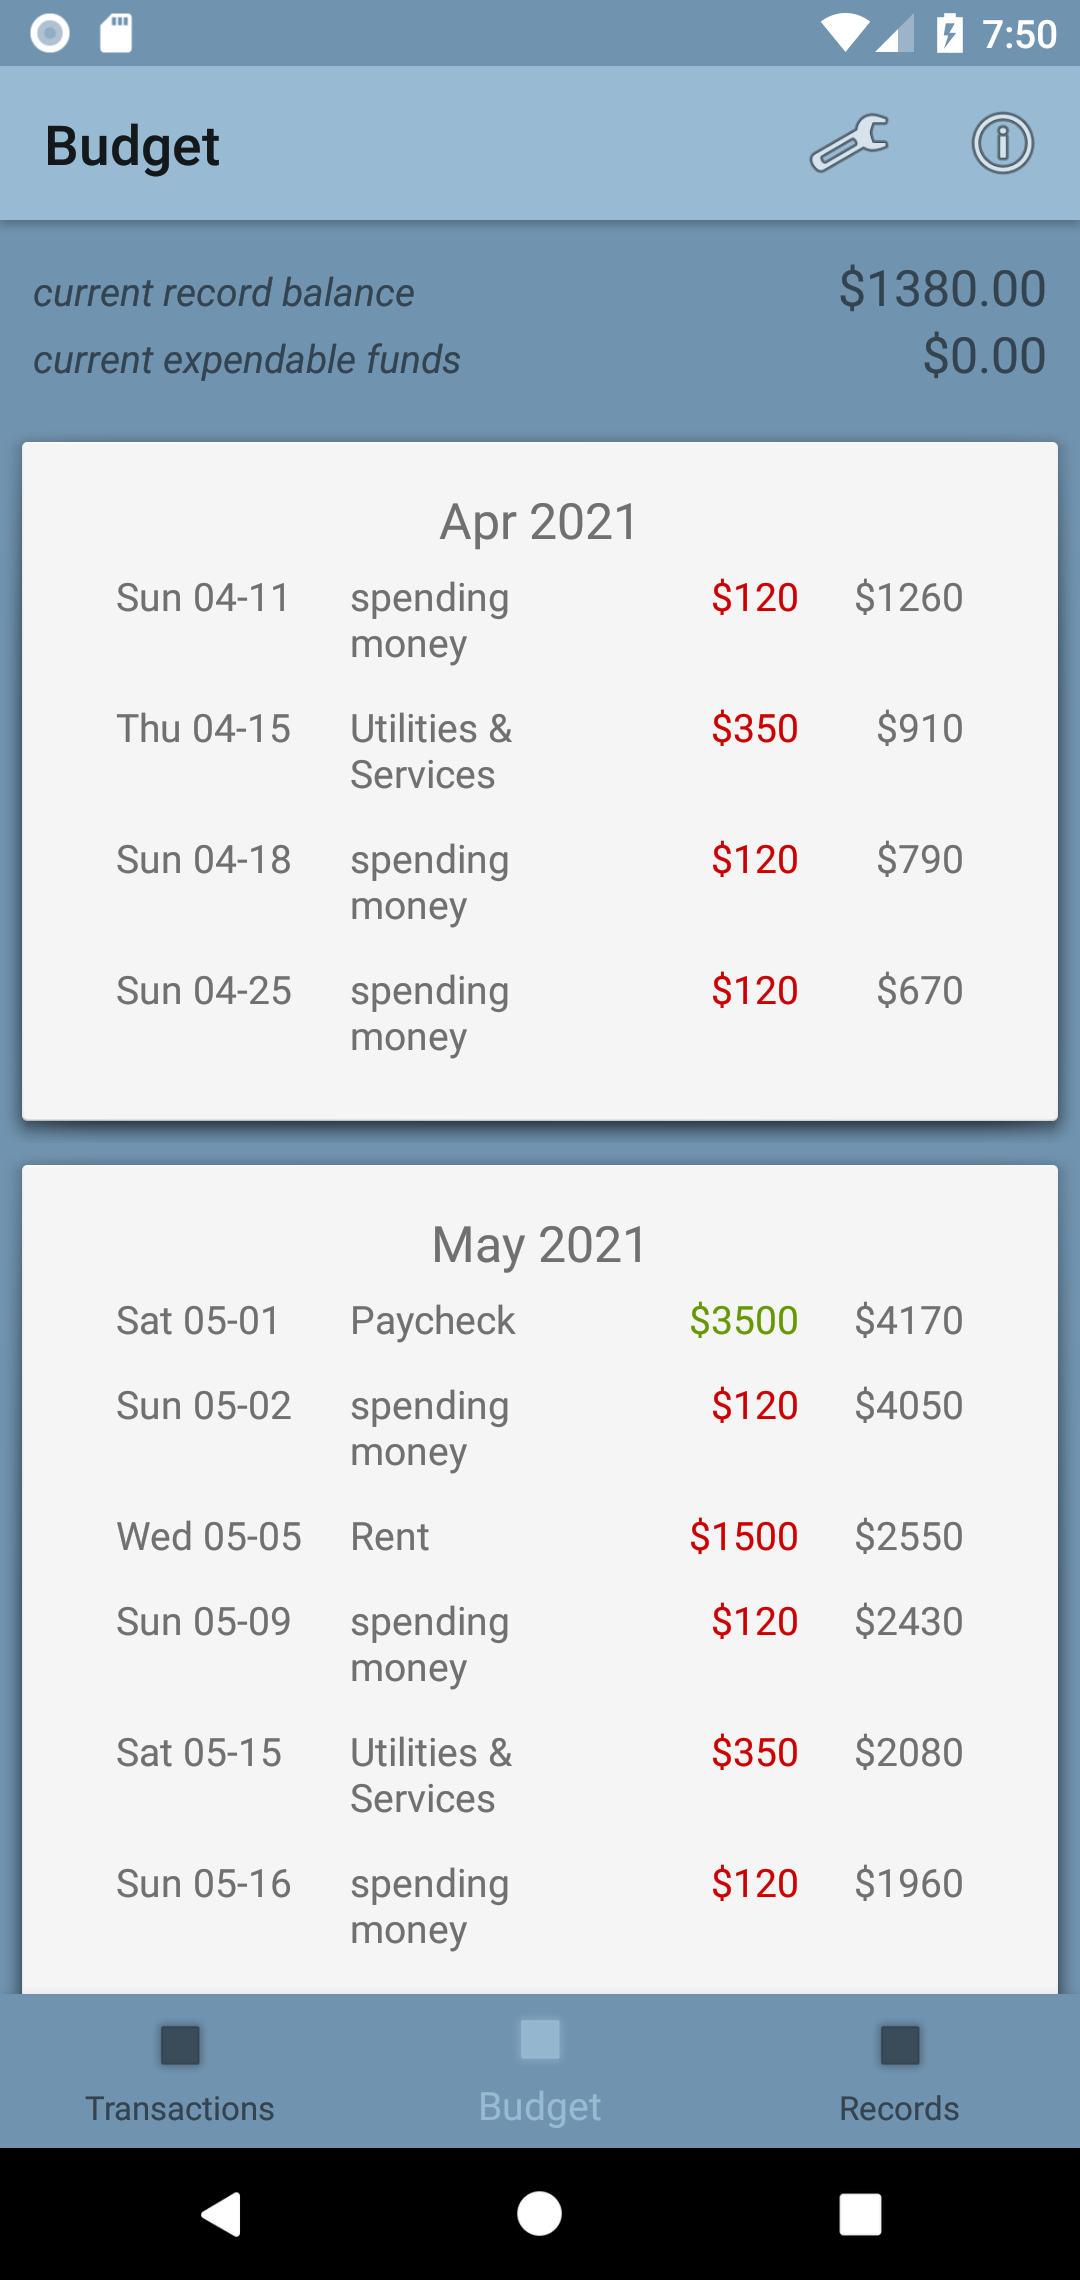 7:50
Budget
current record balance $1380.00
current expendable funds $0.00
Apr 2021
Sun 04-11 spending $120 $1260
money
Thu 04-15 Utilities & $350 $910
Services
Sun 04-18 spending $120 $790
money
Sun 04-25 spending $120 $670
money
May 2021
Sat 05-01 Paycheck $3500 $4170
Sun 05-02 spending $120 $4050
money
Wed 05-05 Rent $1500 $2550
Sun 05-09 spending $120 $2430
money
Sat 05-15 Utilities & $350 $2080
Services
Sun 05-16 spending $120 $1960
money
Transactions Budget Records